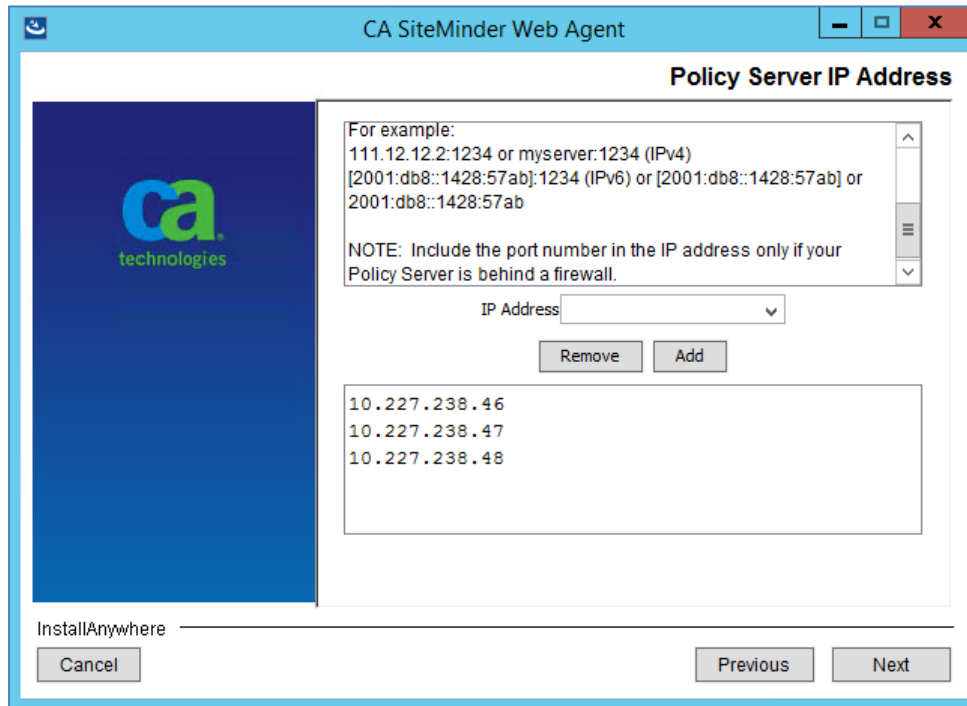 CA SiteMinder Web Agent
Policy Server IP Address
ca
technologies
For example:
111.12.12.2:1234 or myserver:1234 (IPv4)
[2001:db8::1428:57ab]:1234 (IPv6) or [2001:db8::1428:57ab] or
2001:db8::1428:57ab
NOTE: Include the port number in the IP address only if your
Policy Server is behind a firewall.
IP Address
Remove Add
10.227.238.46
10.227.238.47
10.227.238.48
InstallAnywhere
Cancel Previous Next